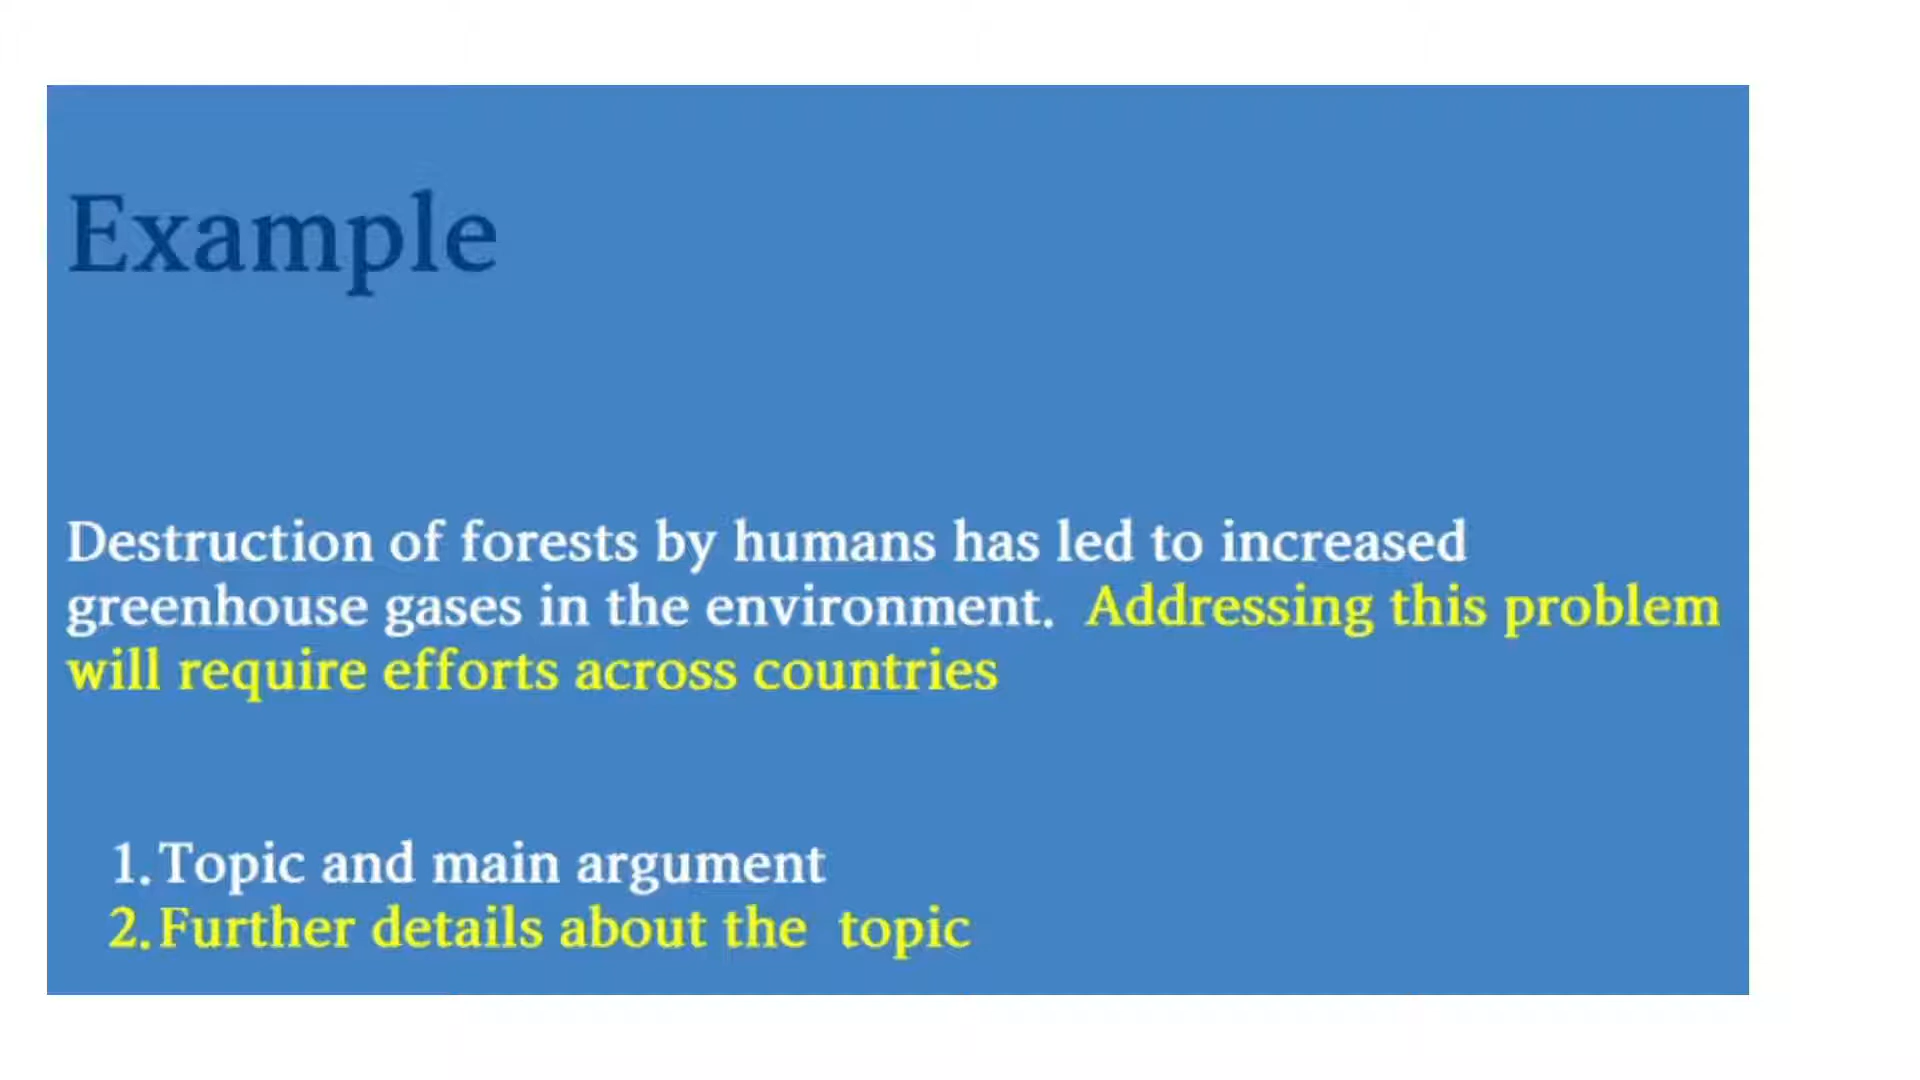 Example
Destruction of forests by humans has led to increased
greenhouse gases in the environment. Addressing this problem
will require efforts across countries
1. Topic and main argument
2. Further details about the topic